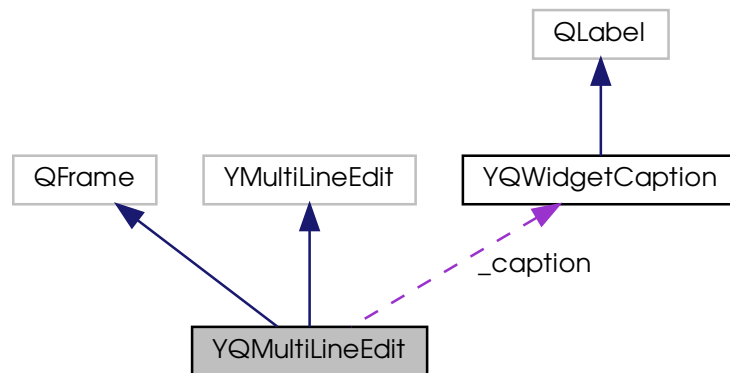 QLabel
QFrame
YMultiLineEdit
YQWidgetCaption
_caption
YQMultiLineEdit